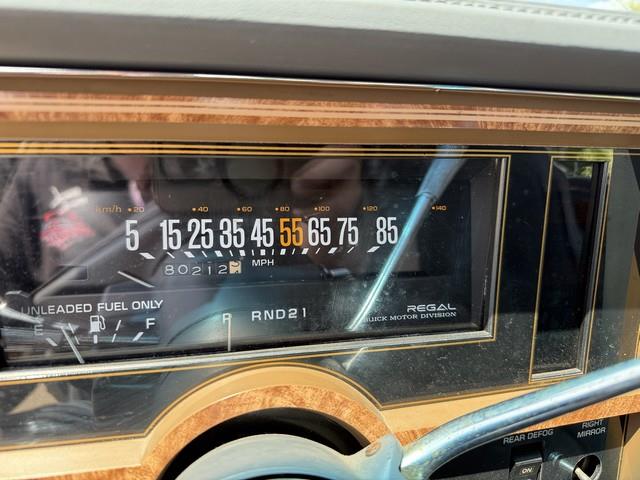 km/h 20 40 60 80 100 120 140
5 15 25 35 45 55 65 75 85
80212
MPH
UNLEADED FUEL ONLY
E F
P RND21
REGAL
BUICK MOTOR DIVISION
REAR DEFOG
ON
RIGHT
MIRROR